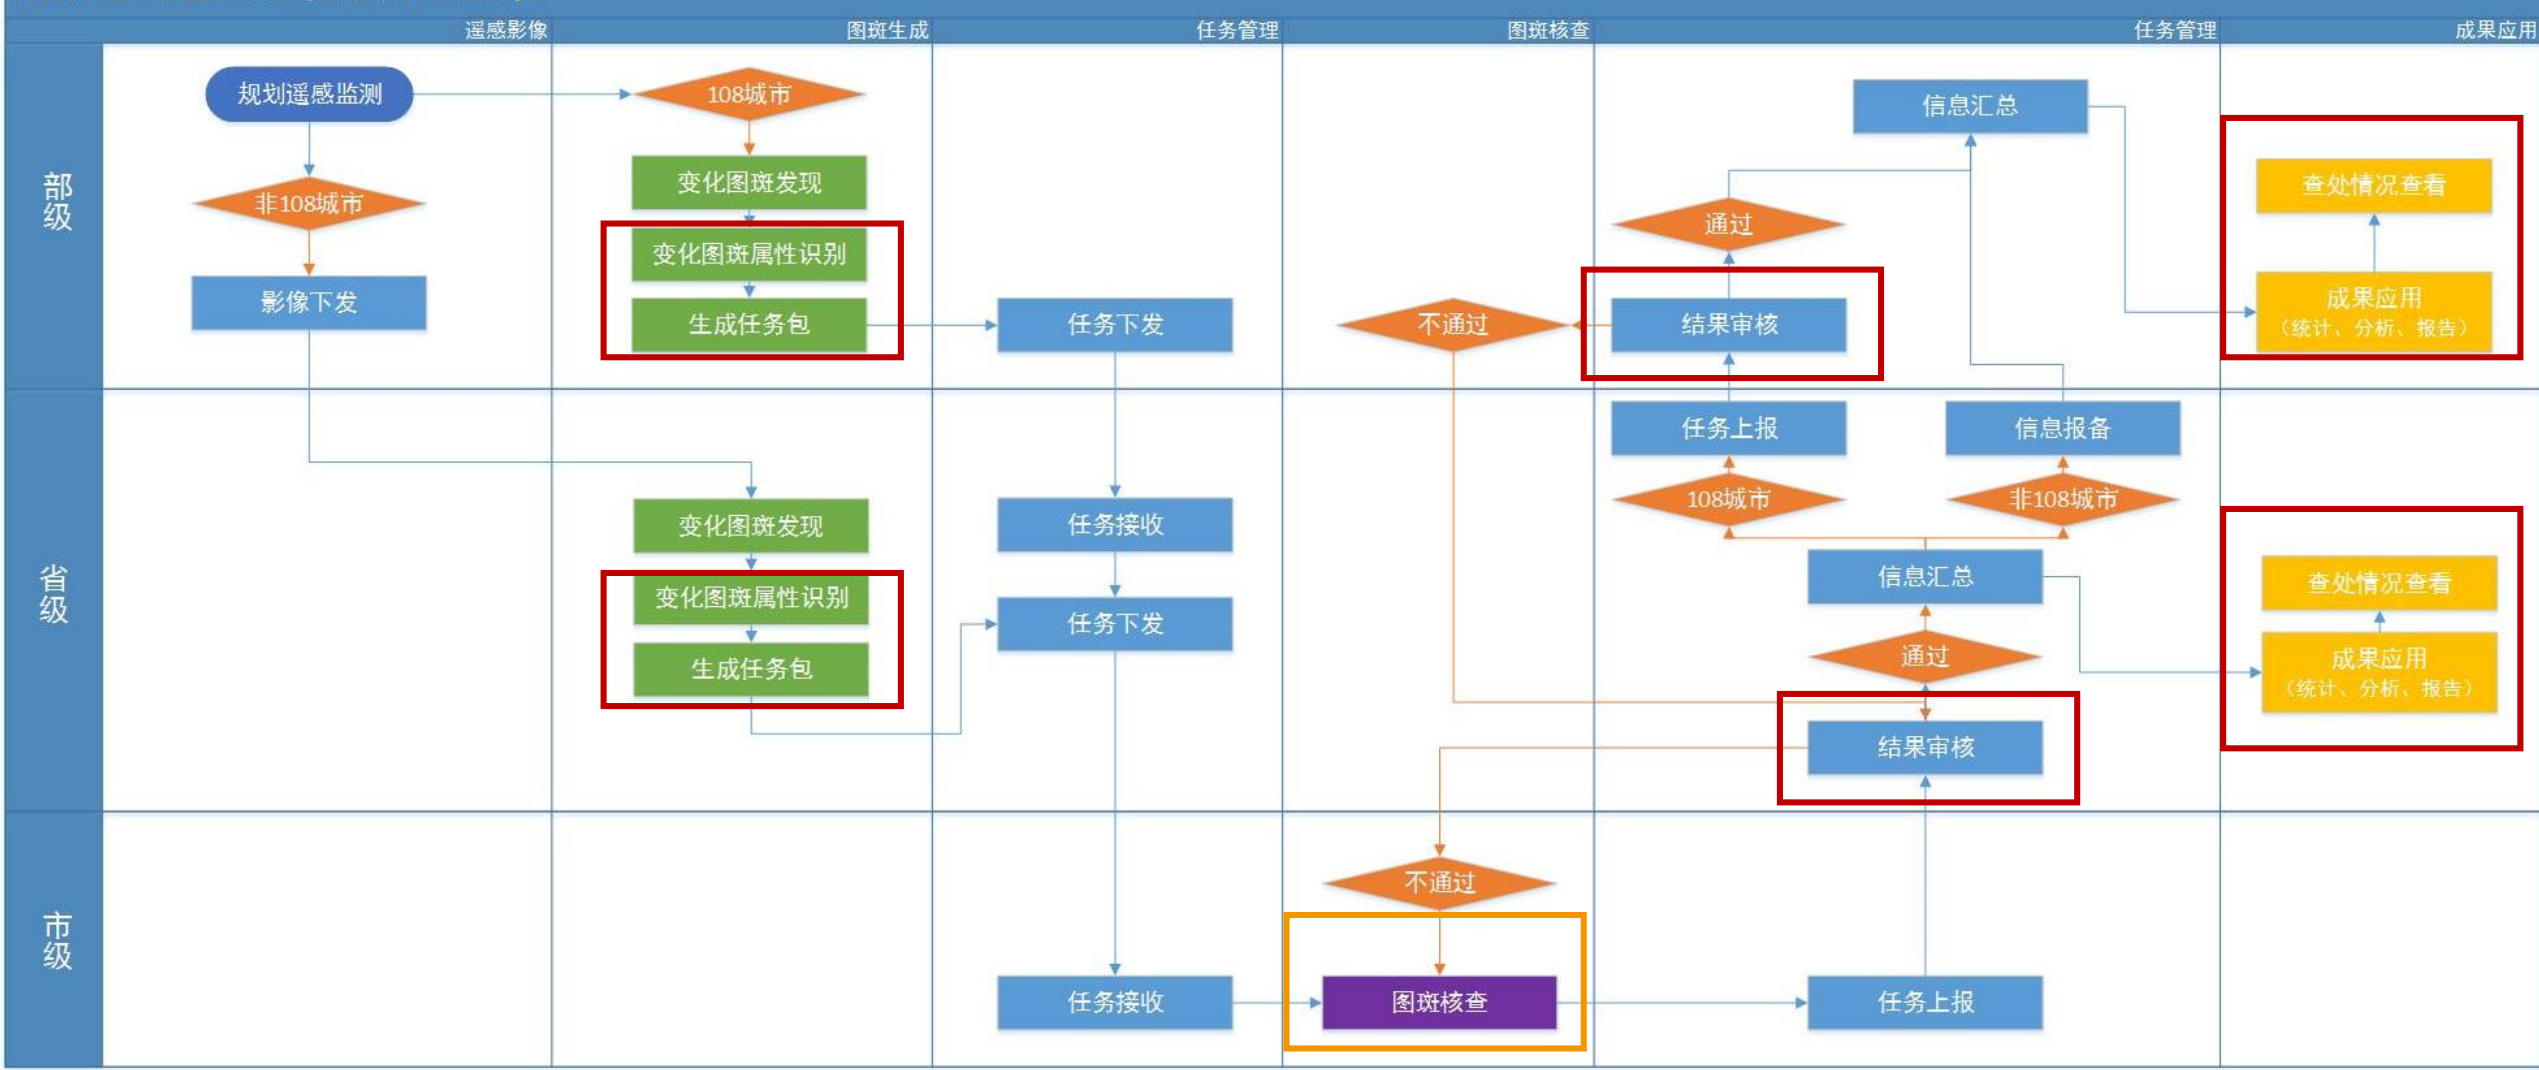 遥感影像
图斑生成
任务管理
图斑核查
任务管理
成果应用
部级
规划遥感监测
108城市
信息汇总
非108城市
变化图斑发现
查处情况查看
通过
变化图斑属性识别
影像下发
生成任务包
任务下发
不通过
结果审核
成果应用
（统计、分析、报告）
省级
任务上报
信息报备
108城市
非108城市
变化图斑发现
任务接收
信息汇总
查处情况查看
变化图斑属性识别
任务下发
通过
成果应用
（统计、分析、报告）
生成任务包
结果审核
市级
不通过
任务接收
图斑核查
任务上报